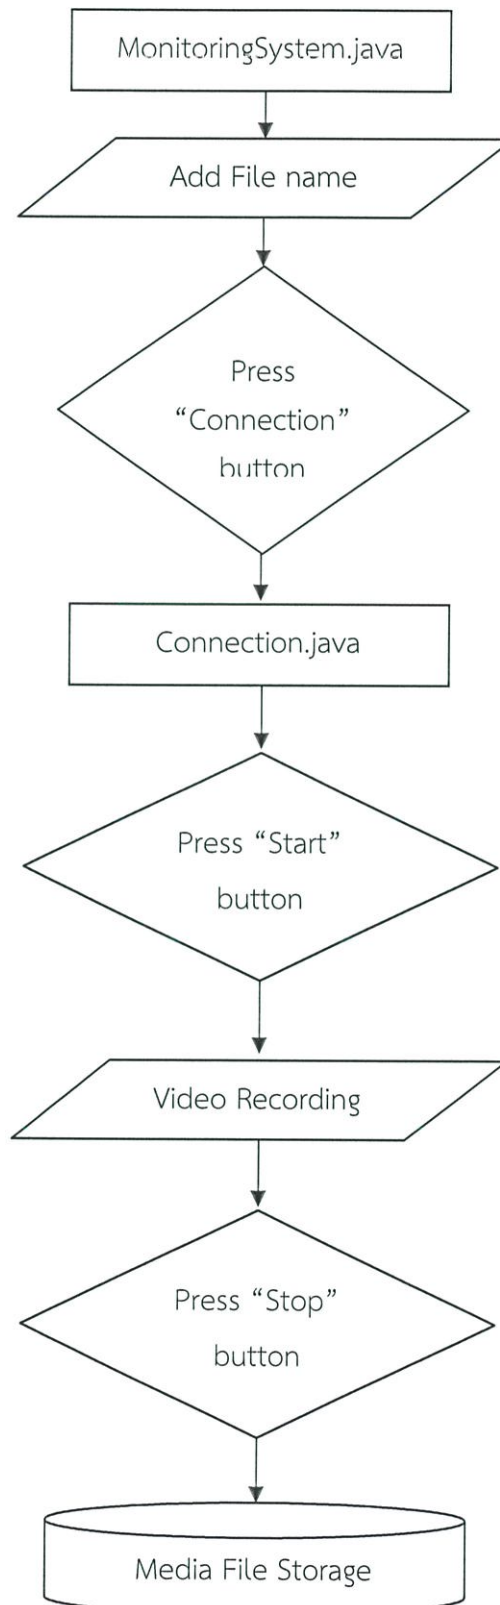 MonitoringSystem.java
Add File name
Press
“Connection”
button
Connection.java
Press “Start”
button
Video Recording
Press “Stop”
button
Media File Storage